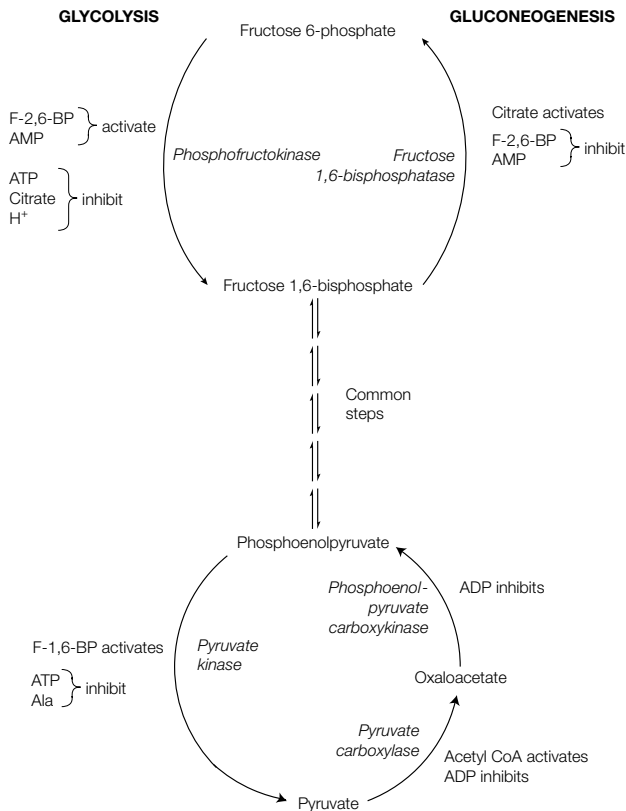 GLYCOLYSIS
GLUCONEOGENESIS
Fructose 6-phosphate
F-2,6-BP
AMP
activate
ATP
Citrate
H⁺
inhibit
Phosphofructokinase
Fructose
1,6-bisphosphatase
Citrate activates
F-2,6-BP
AMP
inhibit
Fructose 1,6-bisphosphate
Common
steps
Phosphoenolpyruvate
F-1,6-BP activates
ATP
Ala
inhibit
Pyruvate
kinase
Phosphoenol-
pyruvate
carboxykinase
ADP inhibits
Oxaloacetate
Pyruvate
carboxylase
Acetyl CoA activates
ADP inhibits
Pyruvate